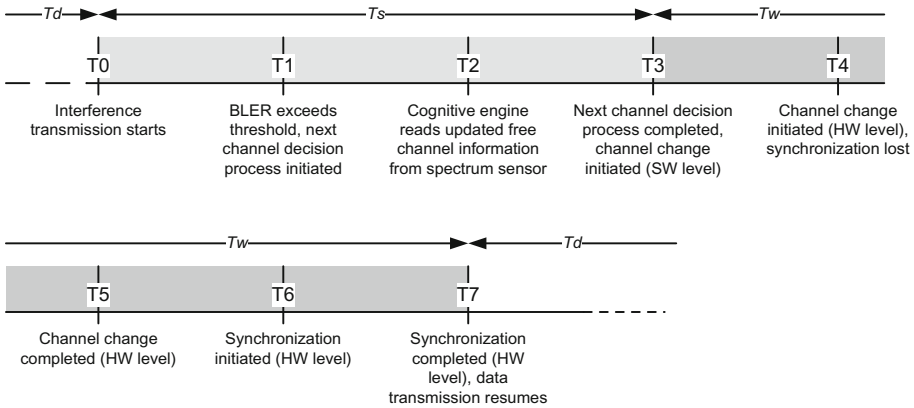 Td Ts Tw
T0 T1 T2 T3 T4
Interference
transmission starts
BLER exceeds
threshold, next
channel decision
process initiated
Cognitive engine
reads updated free
channel information
from spectrum sensor
Next channel decision
process completed,
channel change
initiated (SW level)
Channel change
initiated (HW level),
synchronization lost
Tw Td
T5 T6 T7
Channel change
completed (HW level)
Synchronization
initiated (HW level)
Synchronization
completed (HW
level), data
transmission resumes